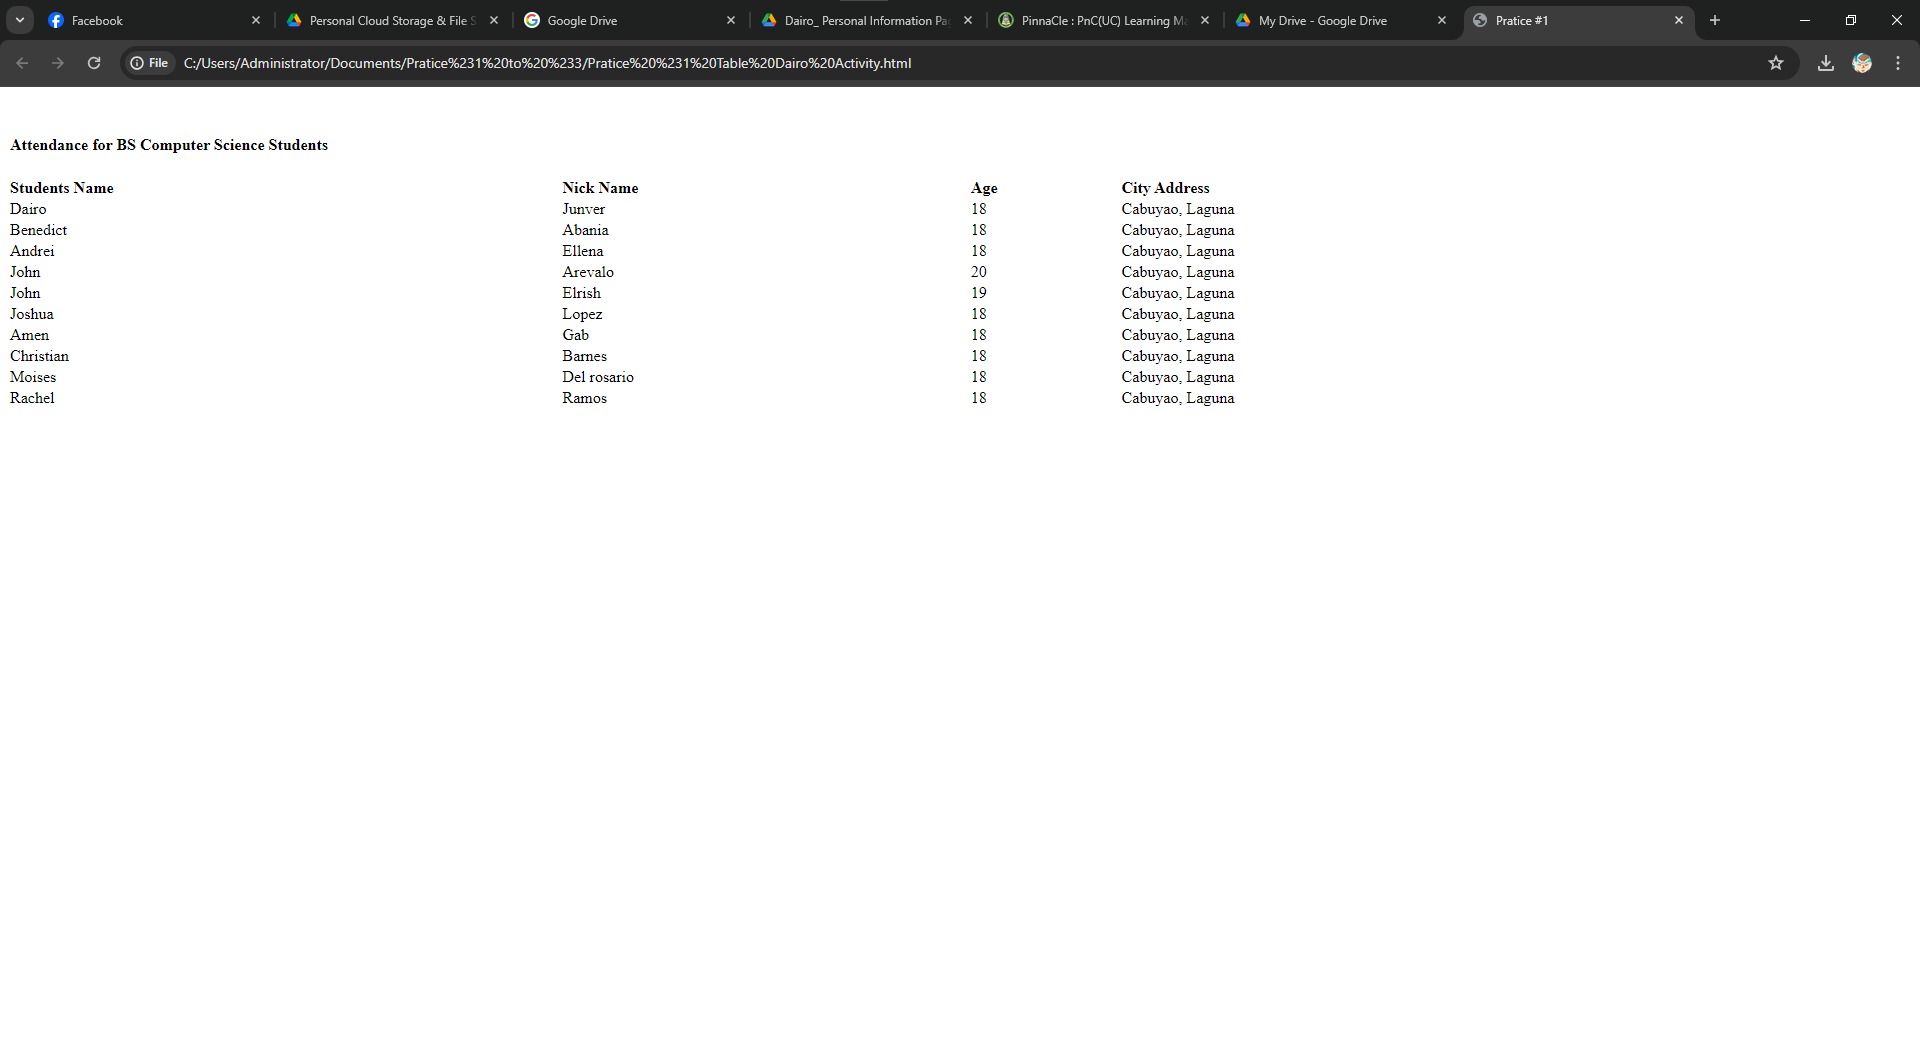 Facebook
Personal Cloud Storage & File S
Google Drive
Dairo_ Personal Information Pa
PinnaCle : PnC(UC) Learning Ma
My Drive - Google Drive
Pratice #1
File C:/Users/Administrator/Documents/Pratice%231%20to%20%233/Pratice%20%231%20Table%20Dairo%20Activity.html
Attendance for BS Computer Science Students
Students Name Nick Name Age City Address
Dairo Junver 18 Cabuyao, Laguna
Benedict Abania 18 Cabuyao, Laguna
Andrei Ellena 18 Cabuyao, Laguna
John Arevalo 20 Cabuyao, Laguna
John Elrish 19 Cabuyao, Laguna
Joshua Lopez 18 Cabuyao, Laguna
Amen Gab 18 Cabuyao, Laguna
Christian Barnes 18 Cabuyao, Laguna
Moises Del rosario 18 Cabuyao, Laguna
Rachel Ramos 18 Cabuyao, Laguna